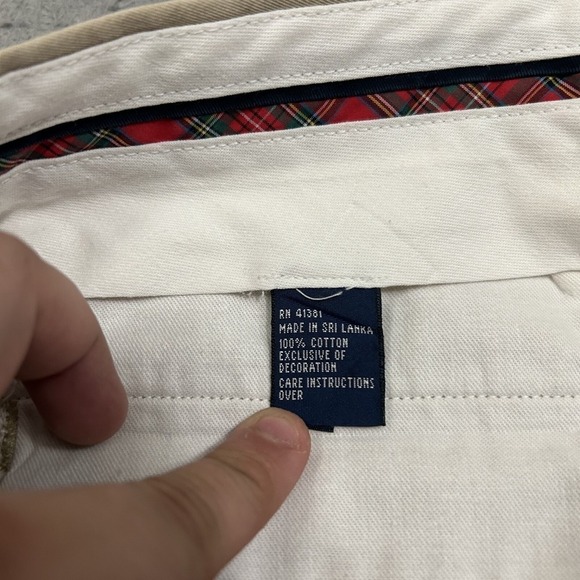 RN 41381
MADE IN SRI LANKA
100% COTTON
EXCLUSIVE OF
DECORATION
CARE INSTRUCTIONS
OVER